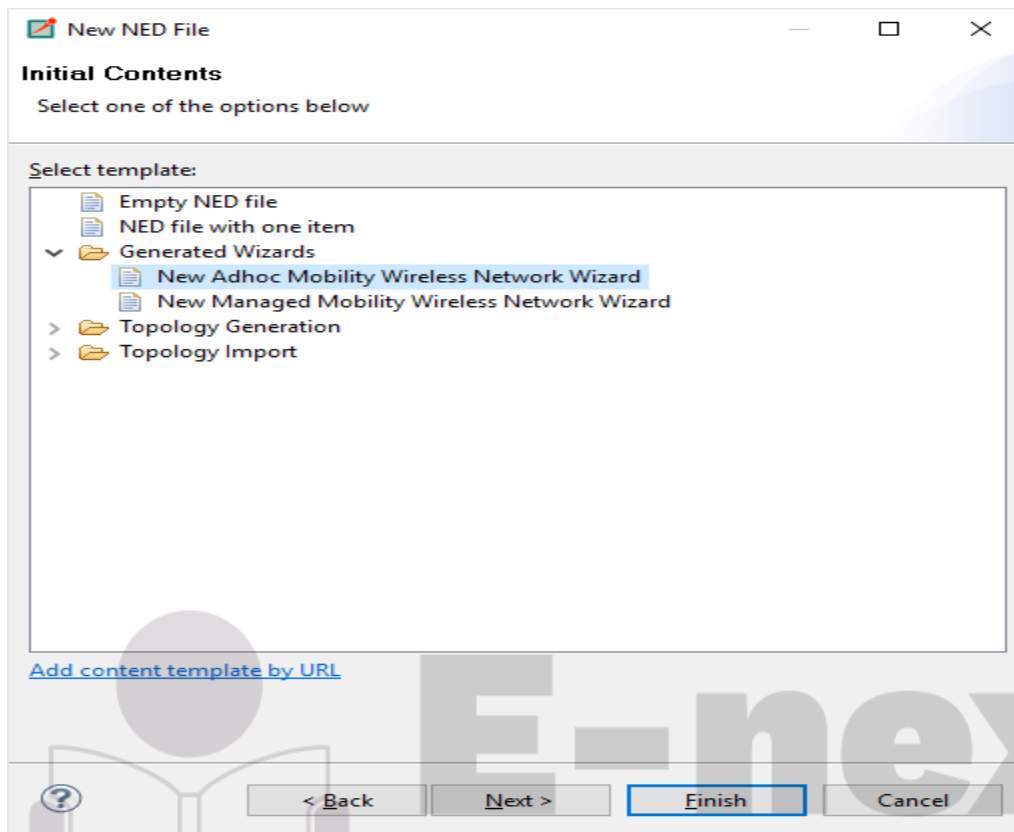 New NED File
Initial Contents
Select one of the options below
Select template:
Empty NED file
NED file with one item
Generated Wizards
New Adhoc Mobility Wireless Network Wizard
New Managed Mobility Wireless Network Wizard
Topology Generation
Topology Import
Add content template by URL
E-nex
? < Back Next > Finish Cancel